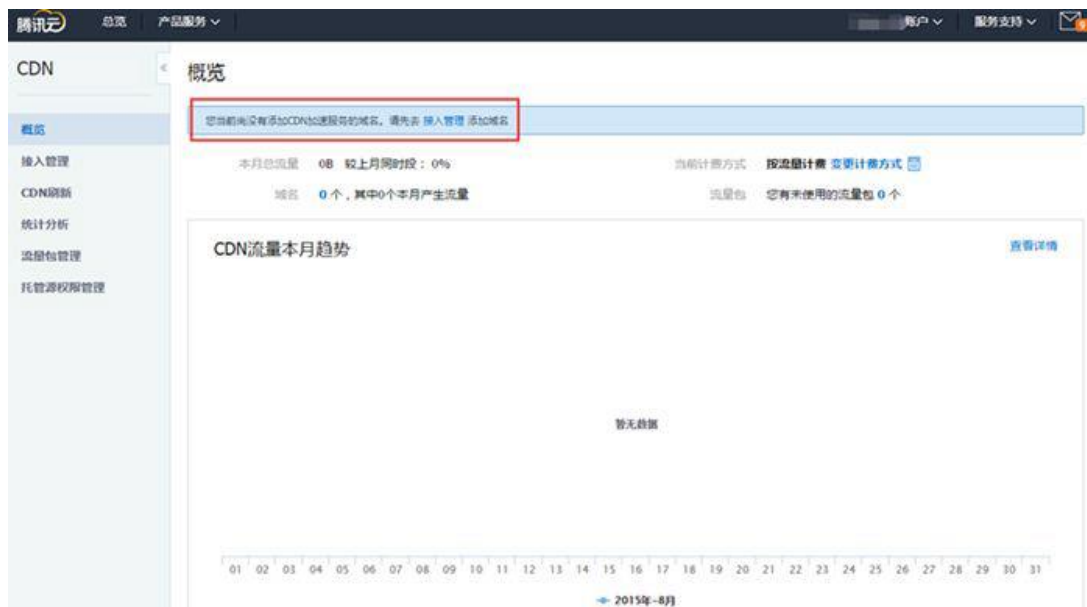 腾讯云 总览 产品服务 账户 服务支持
CDN
概览
接入管理
CDN刷新
统计分析
流量包管理
托管源权限管理
概览
您当前尚没有添加CDN加速服务的域名。请先去 接入管理 添加域名
本月总流量 0B 较上月同时段：0% 当前计费方式 按流量计费 变更计费方式
域名 0个，其中0个本月产生流量 流量包 您有未使用的流量包 0 个
CDN流量本月趋势 查看详情
暂无数据
01 02 03 04 05 06 07 08 09 10 11 12 13 14 15 16 17 18 19 20 21 22 23 24 25 26 27 28 29 30 31
2015年-8月